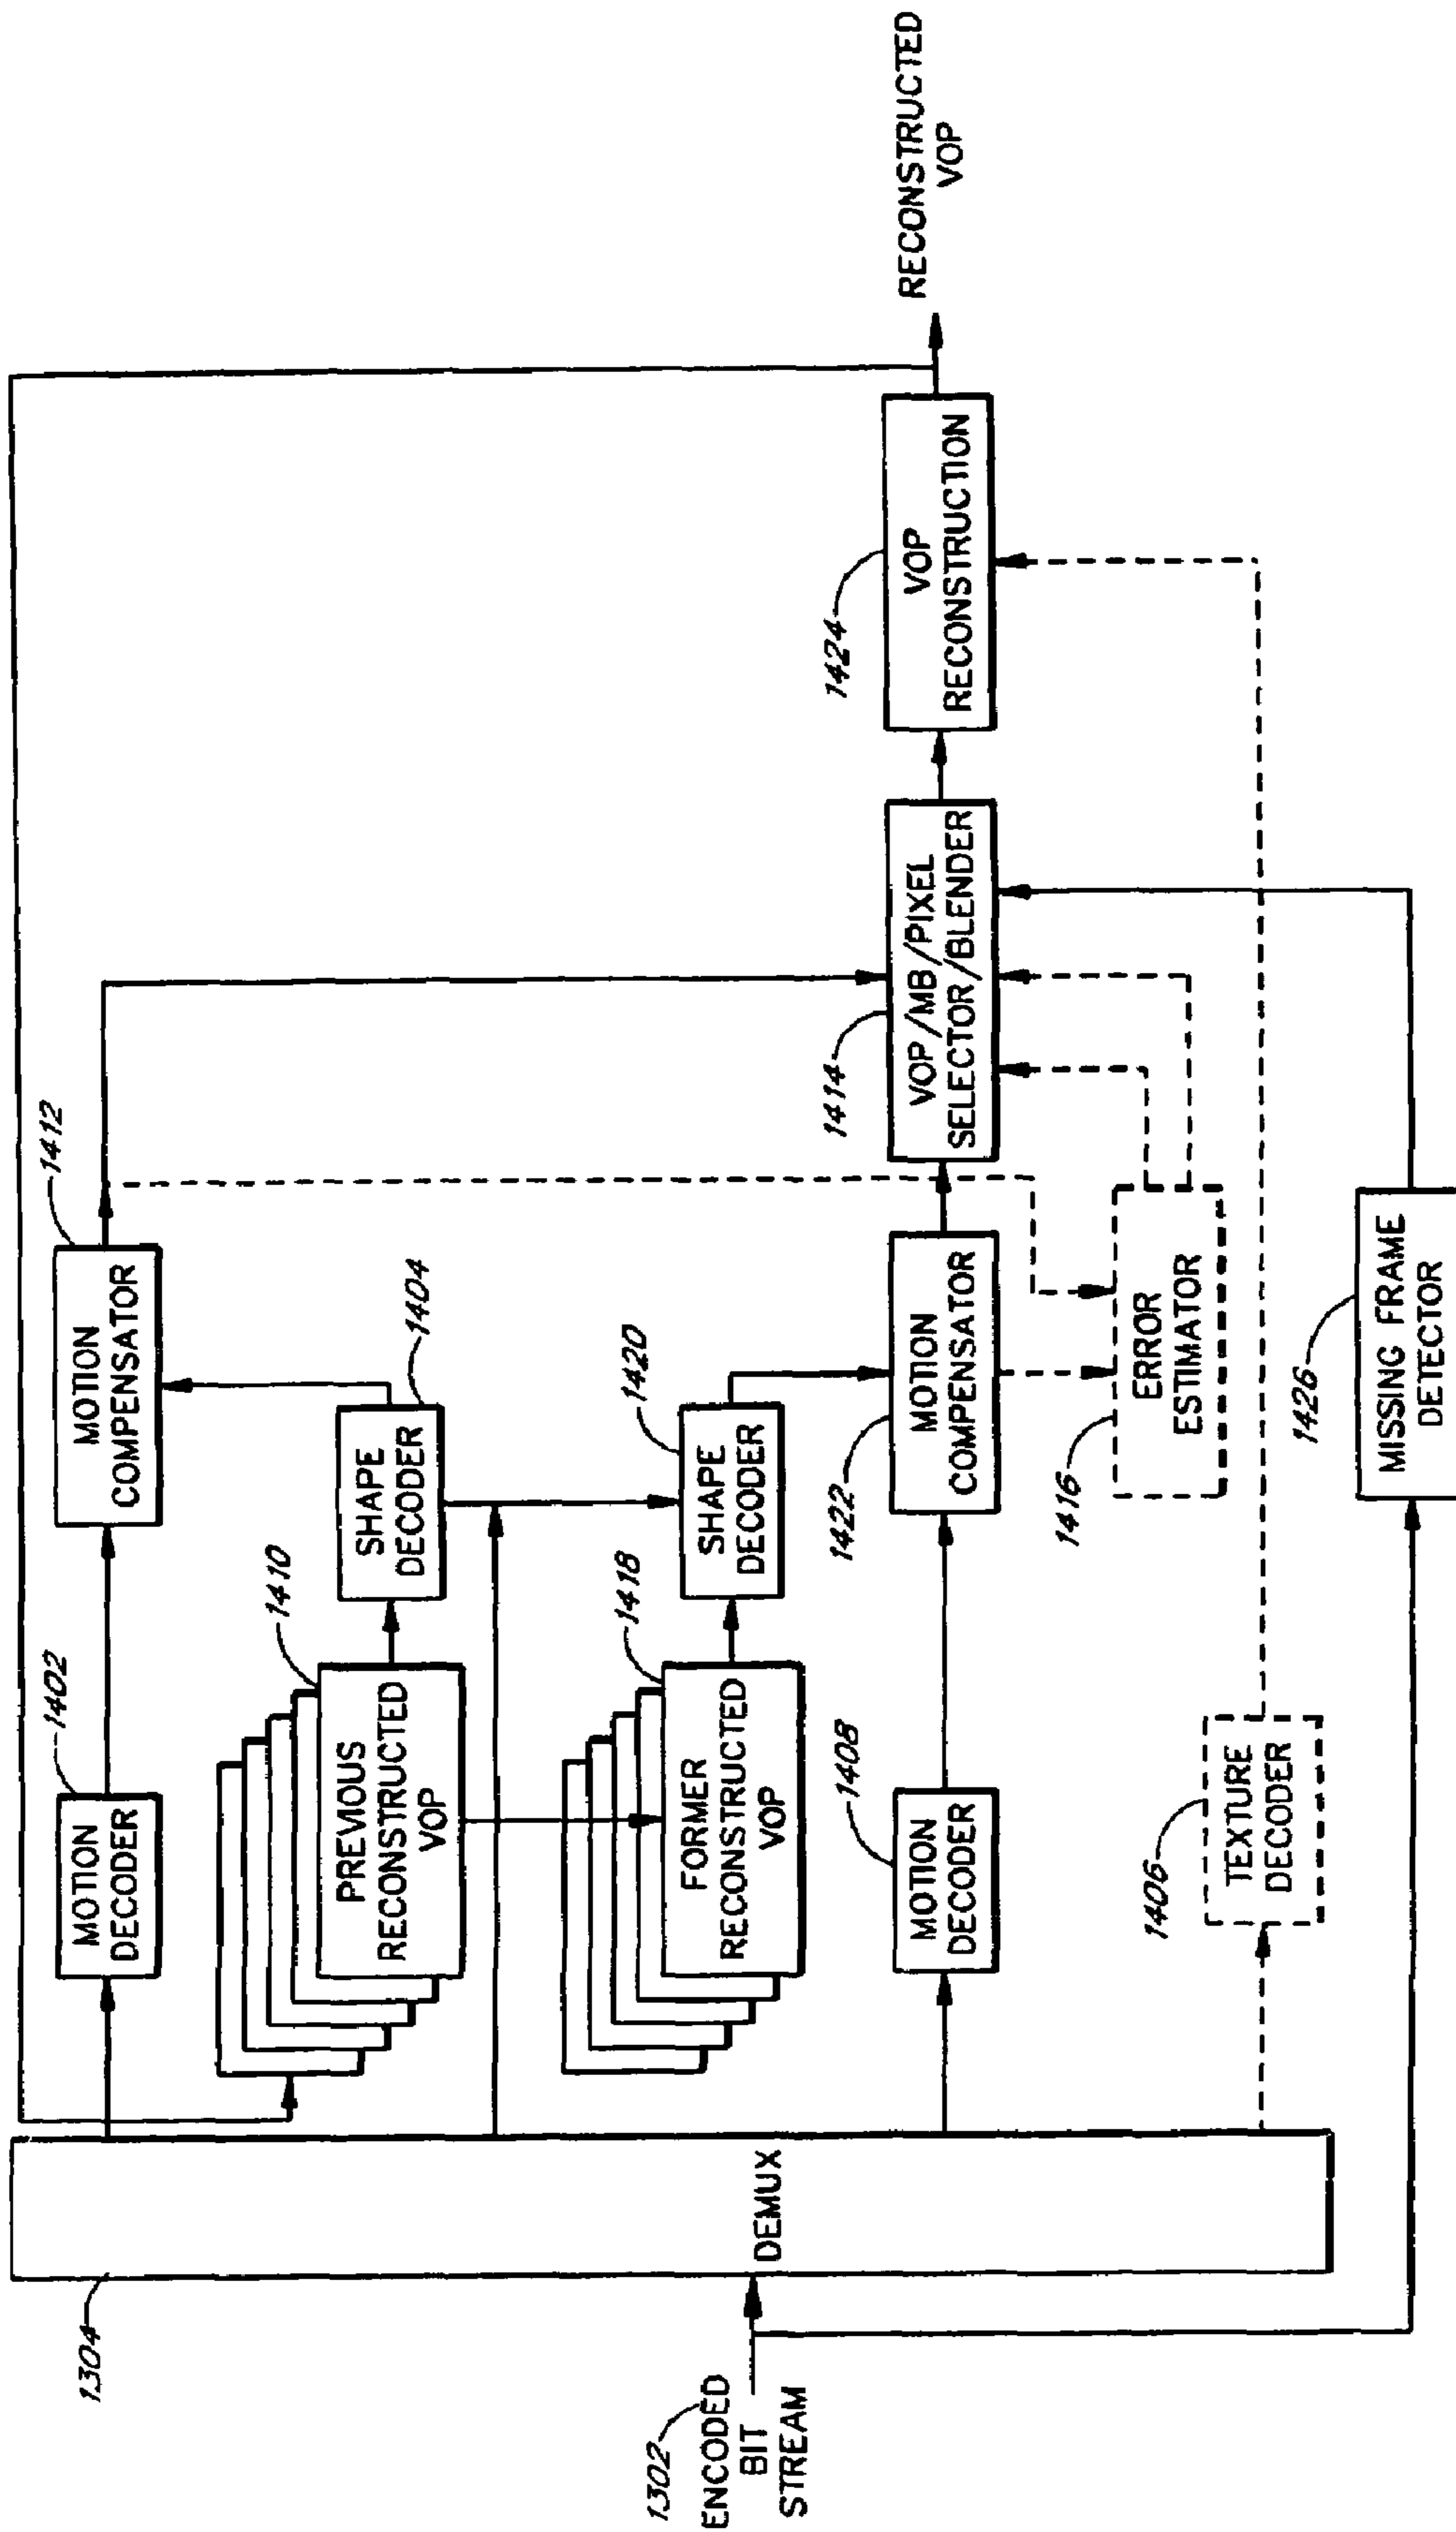 1304
1302
ENCODED
BIT
STREAM
DEMUX
1402
MOTION
DECODER
1412
MOTION
COMPENSATOR
1410
PREVIOUS
RECONSTRUCTED
VOP
SHAPE
DECODER
1404
1418
FORMER
RECONSTRUCTED
VOP
SHAPE
DECODER
1420
1408
MOTION
DECODER
1422
MOTION
COMPENSATOR
1414
VOP/MB/PIXEL
SELECTOR/BLENDER
1424
VOP
RECONSTRUCTION
RECONSTRUCTED
VOP
1416
ERROR
ESTIMATOR
1406
TEXTURE
DECODER
1426
MISSING FRAME
DETECTOR